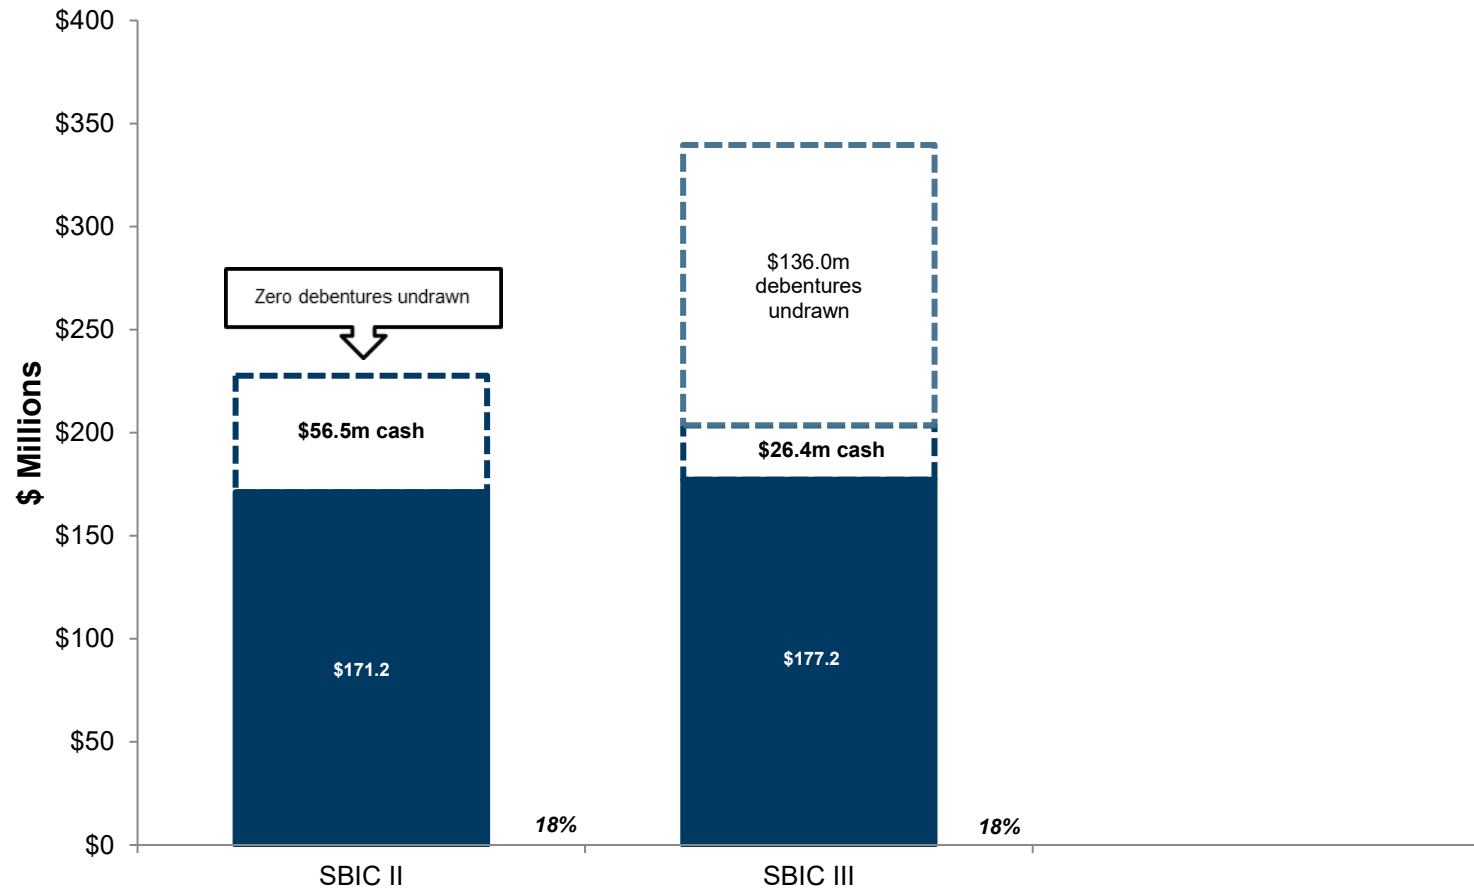 $ Millions
$400
$350
$300
$250
$200
$150
$100
$50
$0
Zero debentures undrawn
$56.5m cash
$171.2
18%
SBIC II
$136.0m
debentures
undrawn
$26.4m cash
$177.2
18%
SBIC III